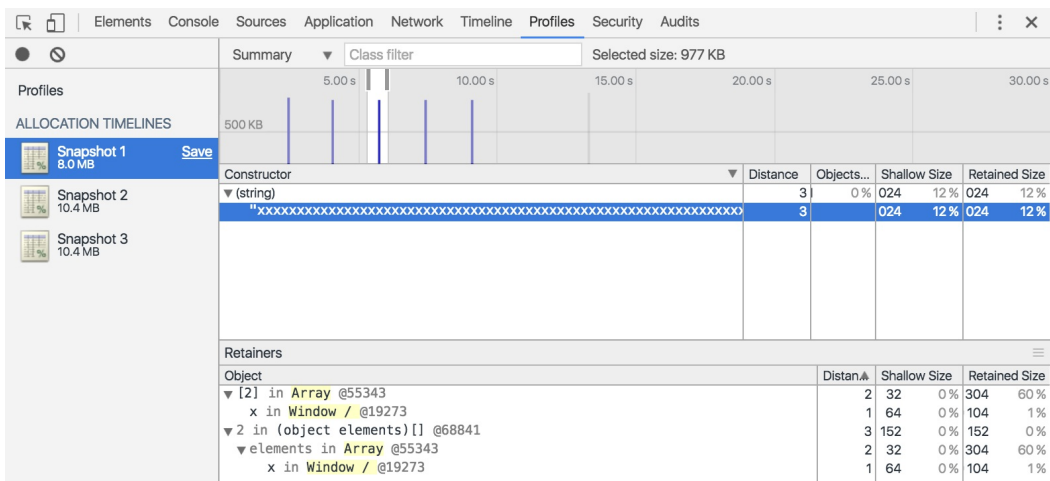 Elements Console Sources Application Network Timeline Profiles Security Audits
Summary Class filter Selected size: 977 KB
Profiles
ALLOCATION TIMELINES
Snapshot 1 Save
8.0 MB
Snapshot 2
10.4 MB
Snapshot 3
10.4 MB
5.00 s 10.00 s 15.00 s 20.00 s 25.00 s 30.00 s
500 KB
Constructor Distance Objects... Shallow Size Retained Size
(string) 3 0 % 024 12 % 024 12 %
3 024 12 % 024 12 %
Retainers
Object Distan Shallow Size Retained Size
[2] in Array @55343 2 32 0 % 304 60 %
x in Window / @19273 1 64 0 % 104 1 %
2 in (object elements)[] @68841 3 152 0 % 152 0 %
elements in Array @55343 2 32 0 % 304 60 %
x in Window / @19273 1 64 0 % 104 1 %